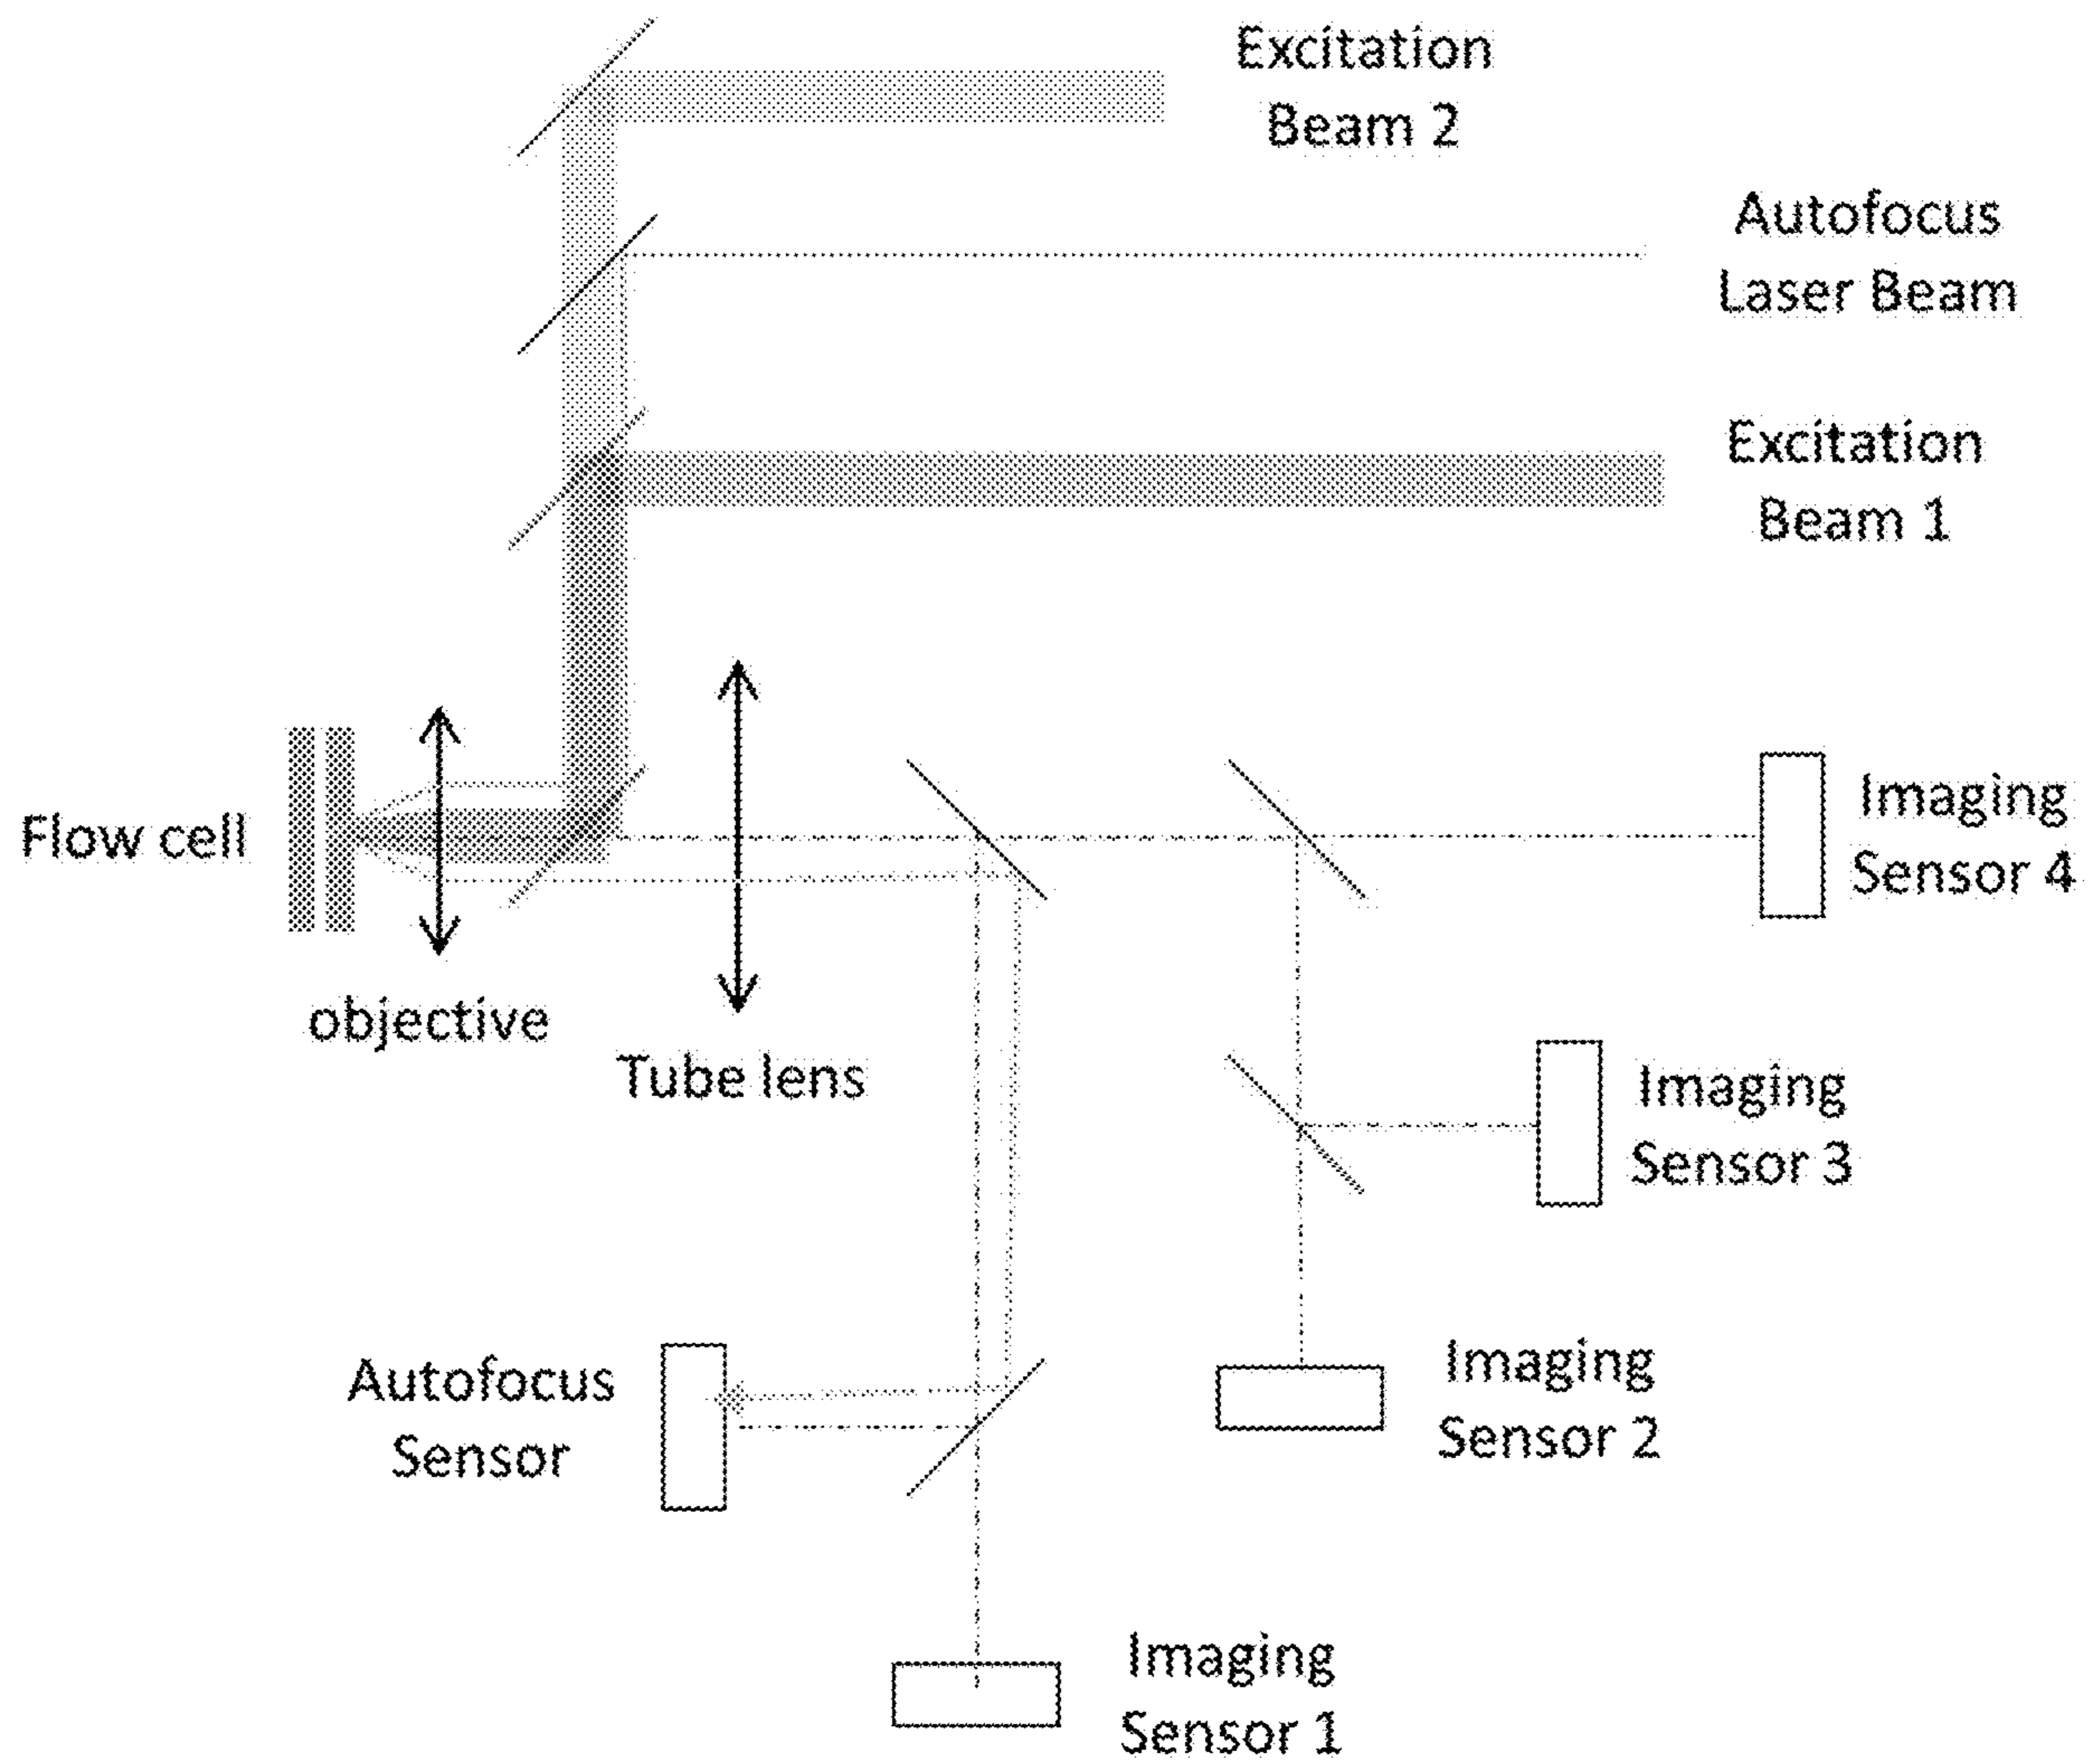 Excitation
Beam 2
Autofocus
Laser Beam
Excitation
Beam 1
Flow cell
objective
Tube lens
Imaging
Sensor 4
Imaging
Sensor 3
Autofocus
Sensor
Imaging
Sensor 2
Imaging
Sensor 1